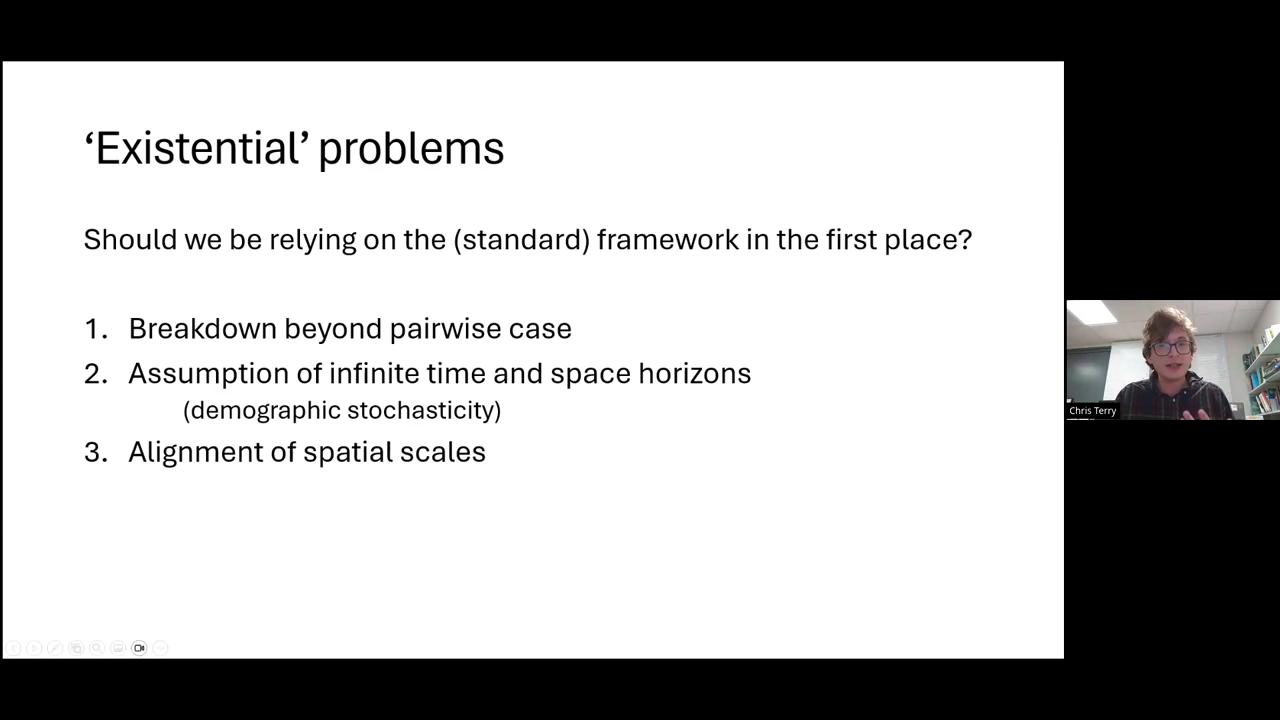 ‘Existential’ problems
Should we be relying on the (standard) framework in the first place?
1. Breakdown beyond pairwise case
2. Assumption of infinite time and space horizons
(demographic stochasticity)
3. Alignment of spatial scales
Chris Terry